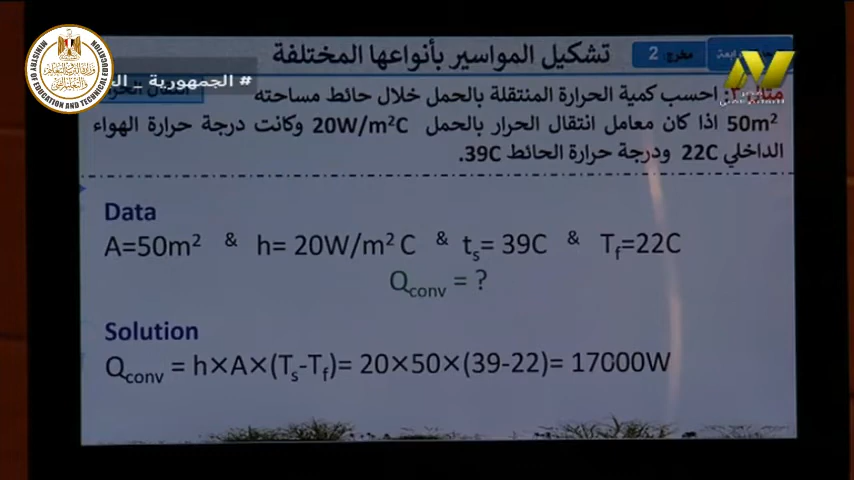 MINISTRY OF EDUCATION AND TECHNICAL EDUCATION
# الجمهورية _
تشكيل المواسير بأنواعها المختلفة
مخرج 2
احسب كمية الحرارة المنتقلة بالحمل خلال حائط مساحته
50m² اذا كان معامل انتقال الحرار بالحمل 20W/m²C وكانت درجة حرارة الهواء
الداخلي 22C ودرجة حرارة الحائط 39C.
Data
A=50m² & h= 20W/m² C & ts= 39C & Tf=22C
Qconv = ?
Solution
Qconv = h×A×(Ts-Tf)= 20×50×(39-22)= 17000W